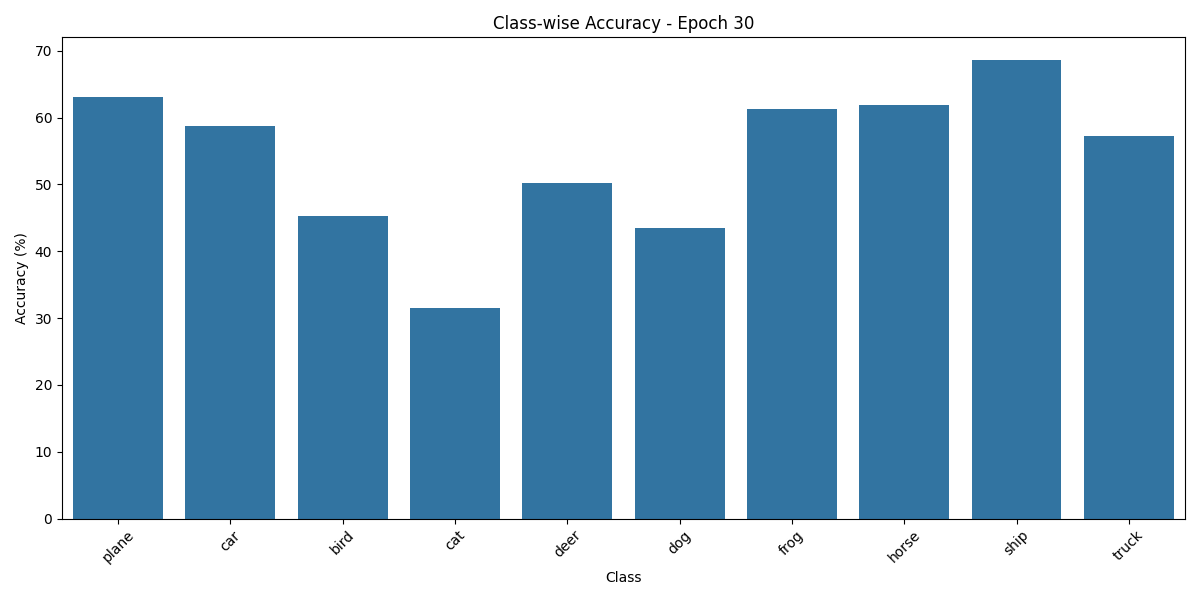 Class-wise Accuracy - Epoch 30
Accuracy (%)
70
60
50
40
30
20
10
0
plane
car
bird
cat
deer
dog
frog
horse
ship
truck
Class